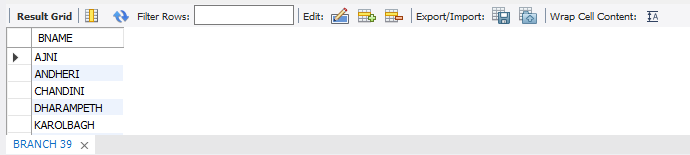 Result Grid Filter Rows: Edit: Export/Import: Wrap Cell Content:
BNAME
AJNI
ANDHERI
CHANDINI
DHARAMPETH
KAROLBAGH
BRANCH 39